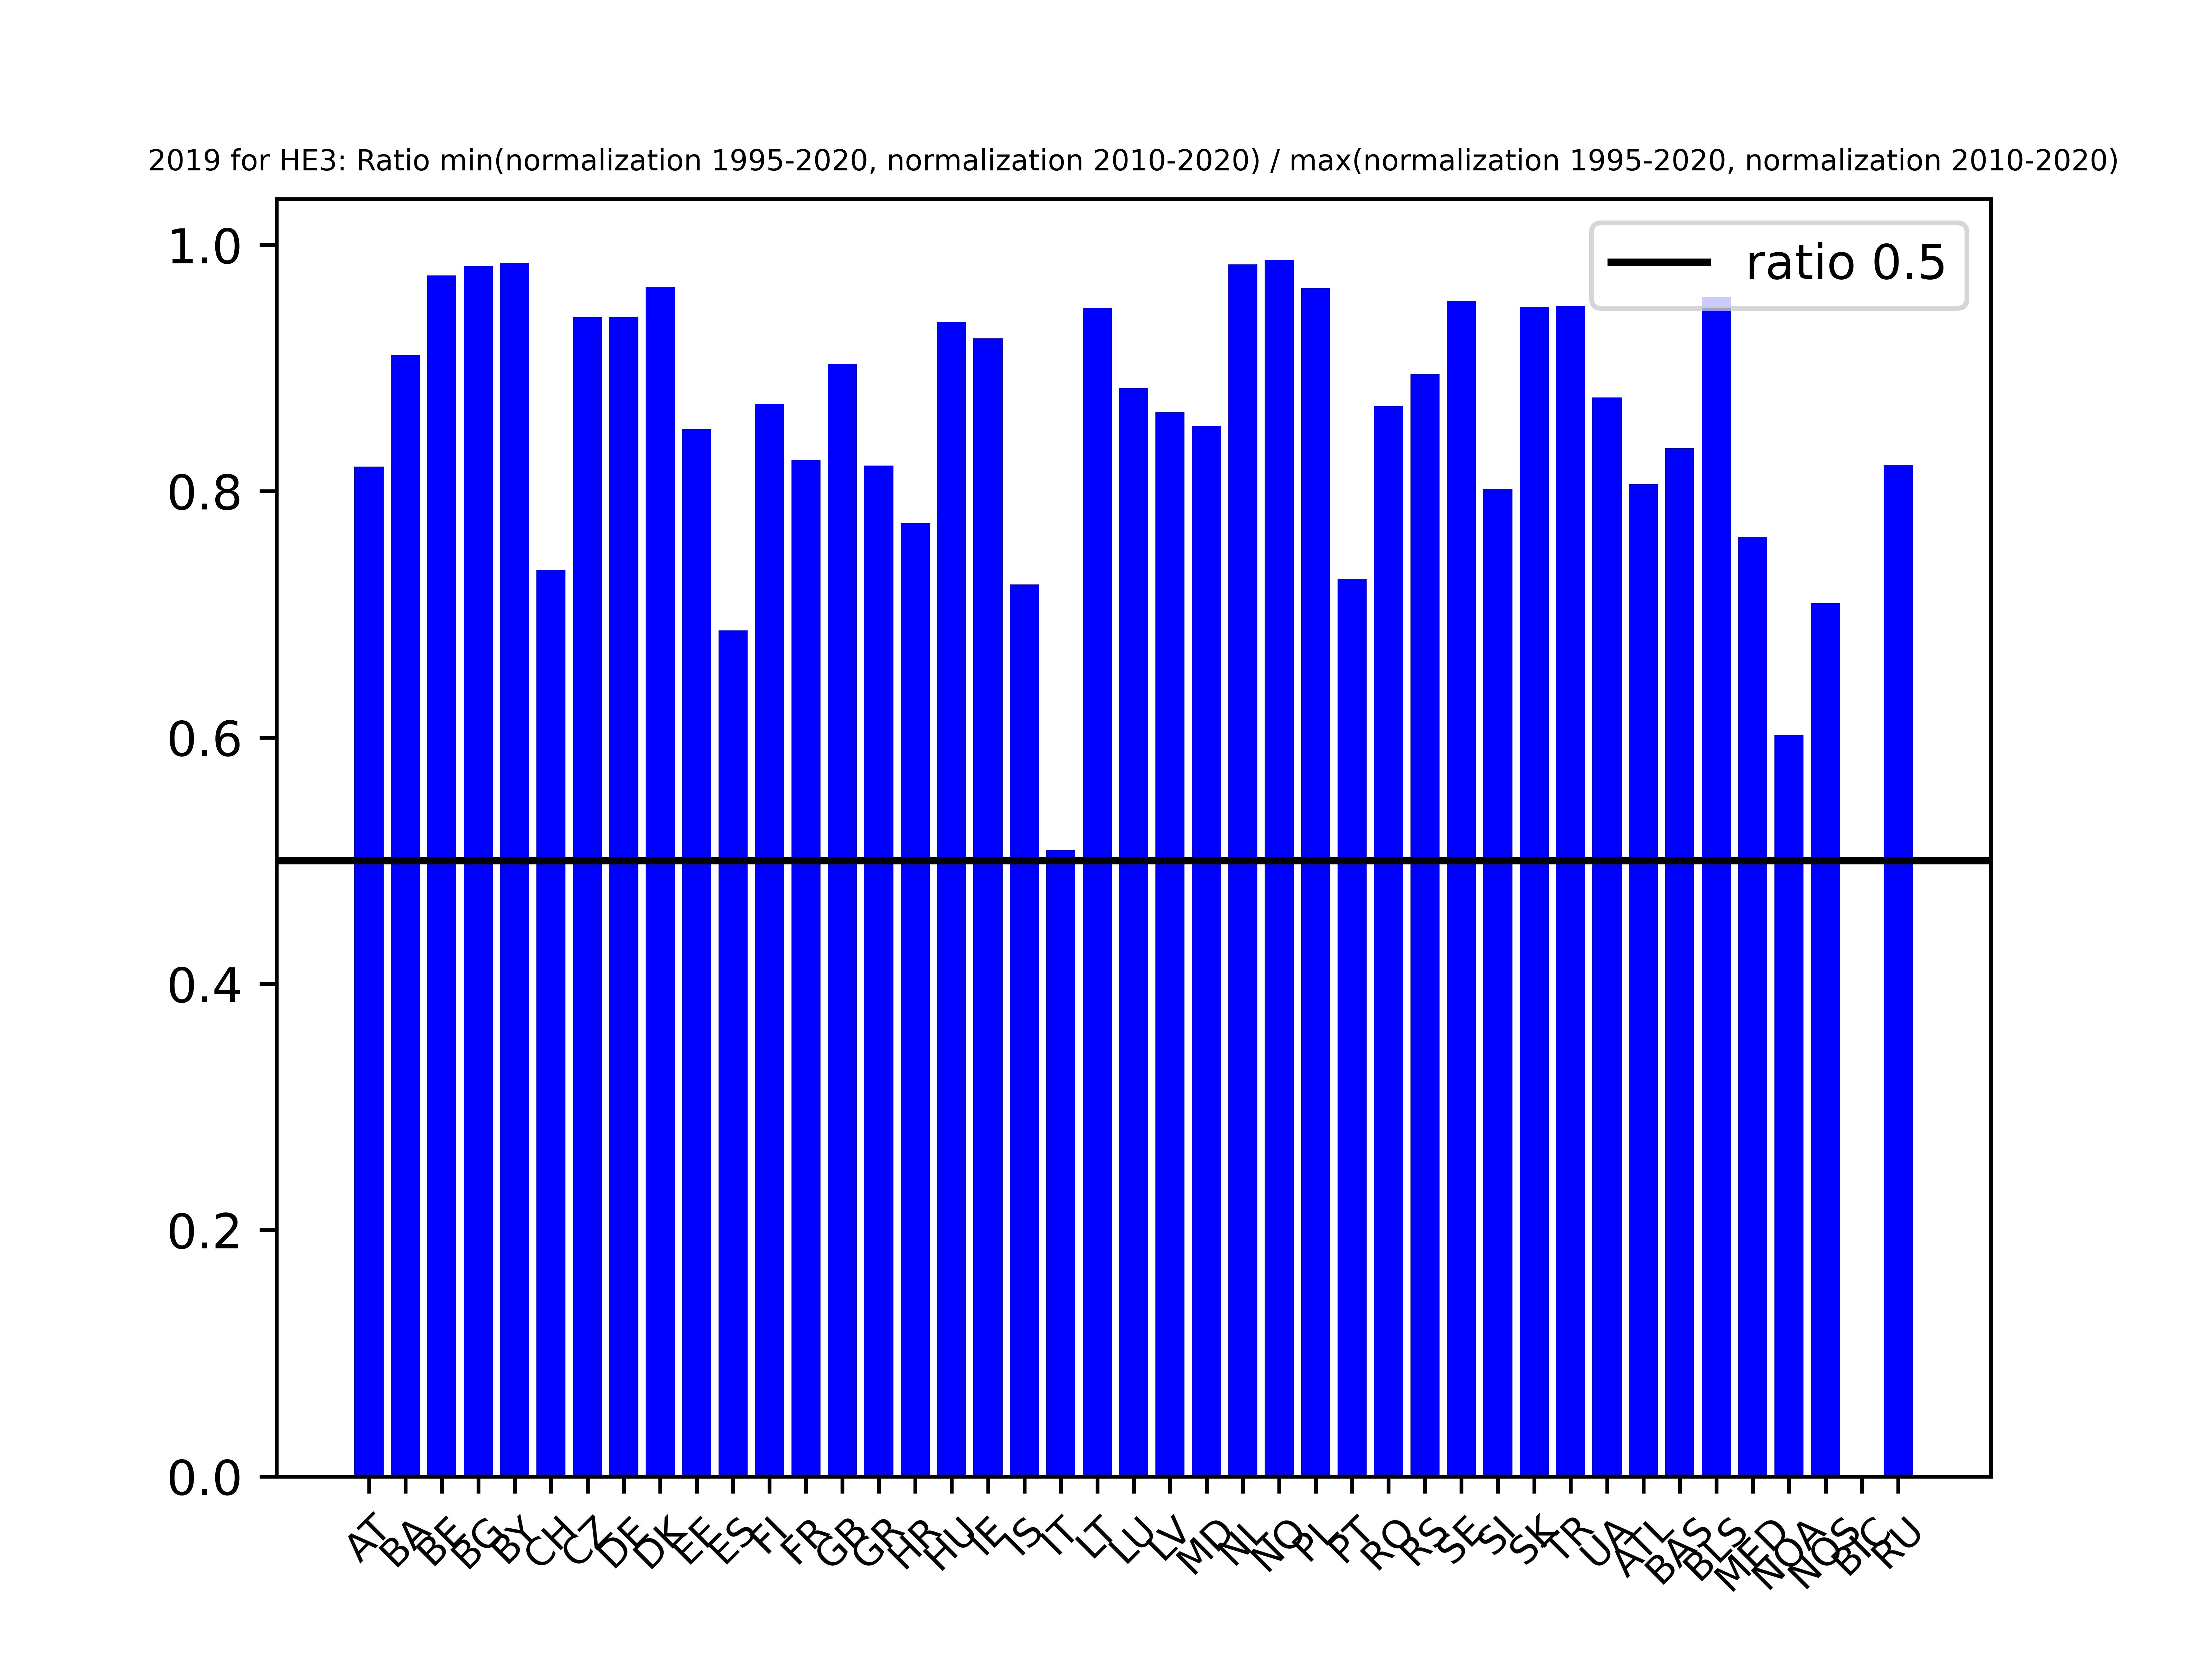 2019 for HE3: Ratio min(normalization 1995-2020, normalization 2010-2020) / max(normalization 1995-2020, normalization 2010-2020)
ratio 0.5
1.0
0.8
0.6
0.4
0.2
0.0
AT BA BE BG BY CH CZ DE DK EE ES FI FR GB GR HR HU IE IS IT LT LU LV MD NL NO PL PT RO RS SE SI SK TR UA ATL BAS BLS MED NOA NOS BIC RU